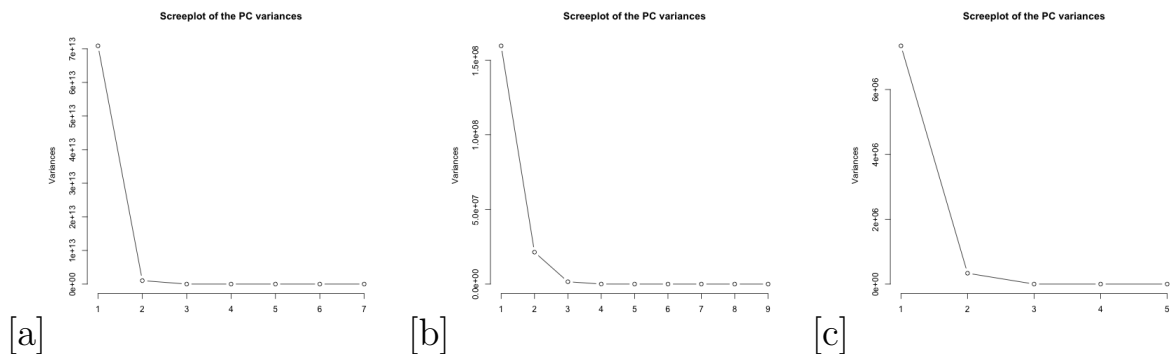 Screeplot of the PC variances
Variances
0e+00 1e+13 2e+13 3e+13 4e+13 5e+13 6e+13 7e+13
1 2 3 4 5 6 7
[a]
Screeplot of the PC variances
Variances
0.0e+00 5.0e+07 1.0e+08 1.5e+08
1 2 3 4 5 6 7 8 9
[b]
Screeplot of the PC variances
Variances
0e+00 2e+06 4e+06 6e+06
1 2 3 4 5
[c]